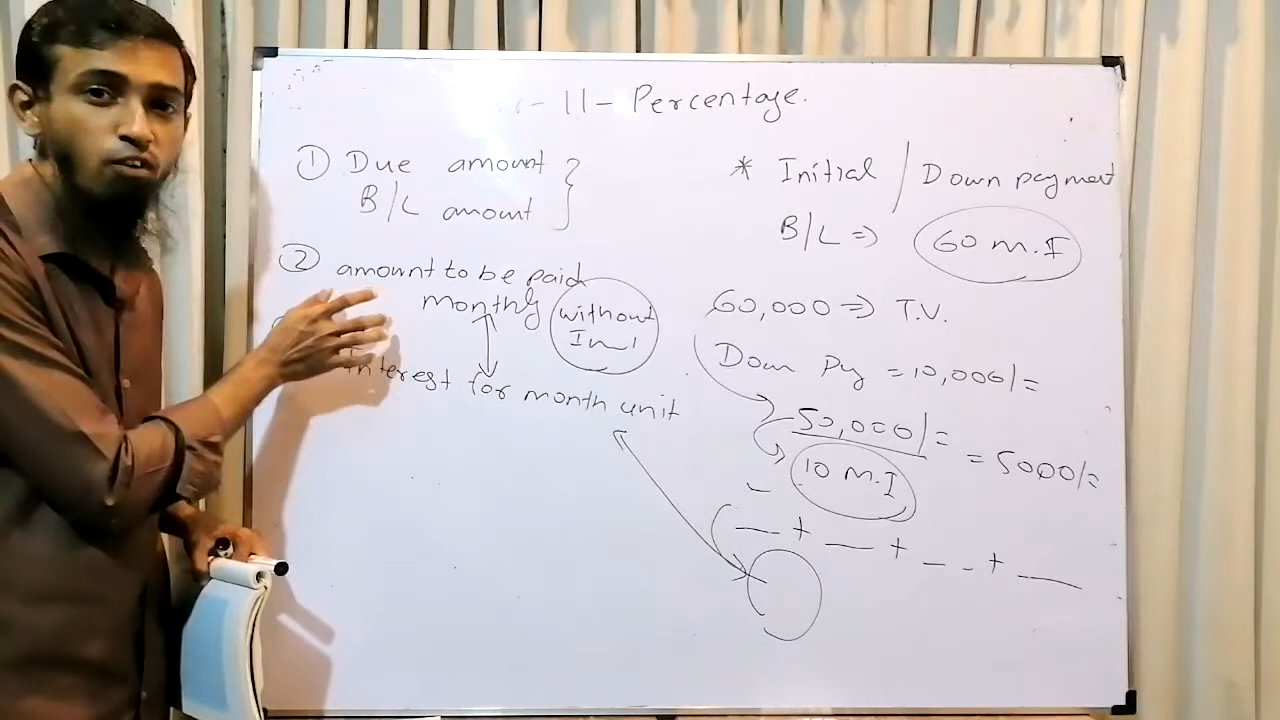 - 11 - Percentage.
① Due amount
B/L amount
② amount to be paid
monthly
without
Interest for month unit
* Initial / Down payment
B/L ⇒ 60 M.I
60,000 ⇒ T.V.
Down Py = 10,000/=
50,000/=
10 M.I
= 5000/=
— + — + — - + —